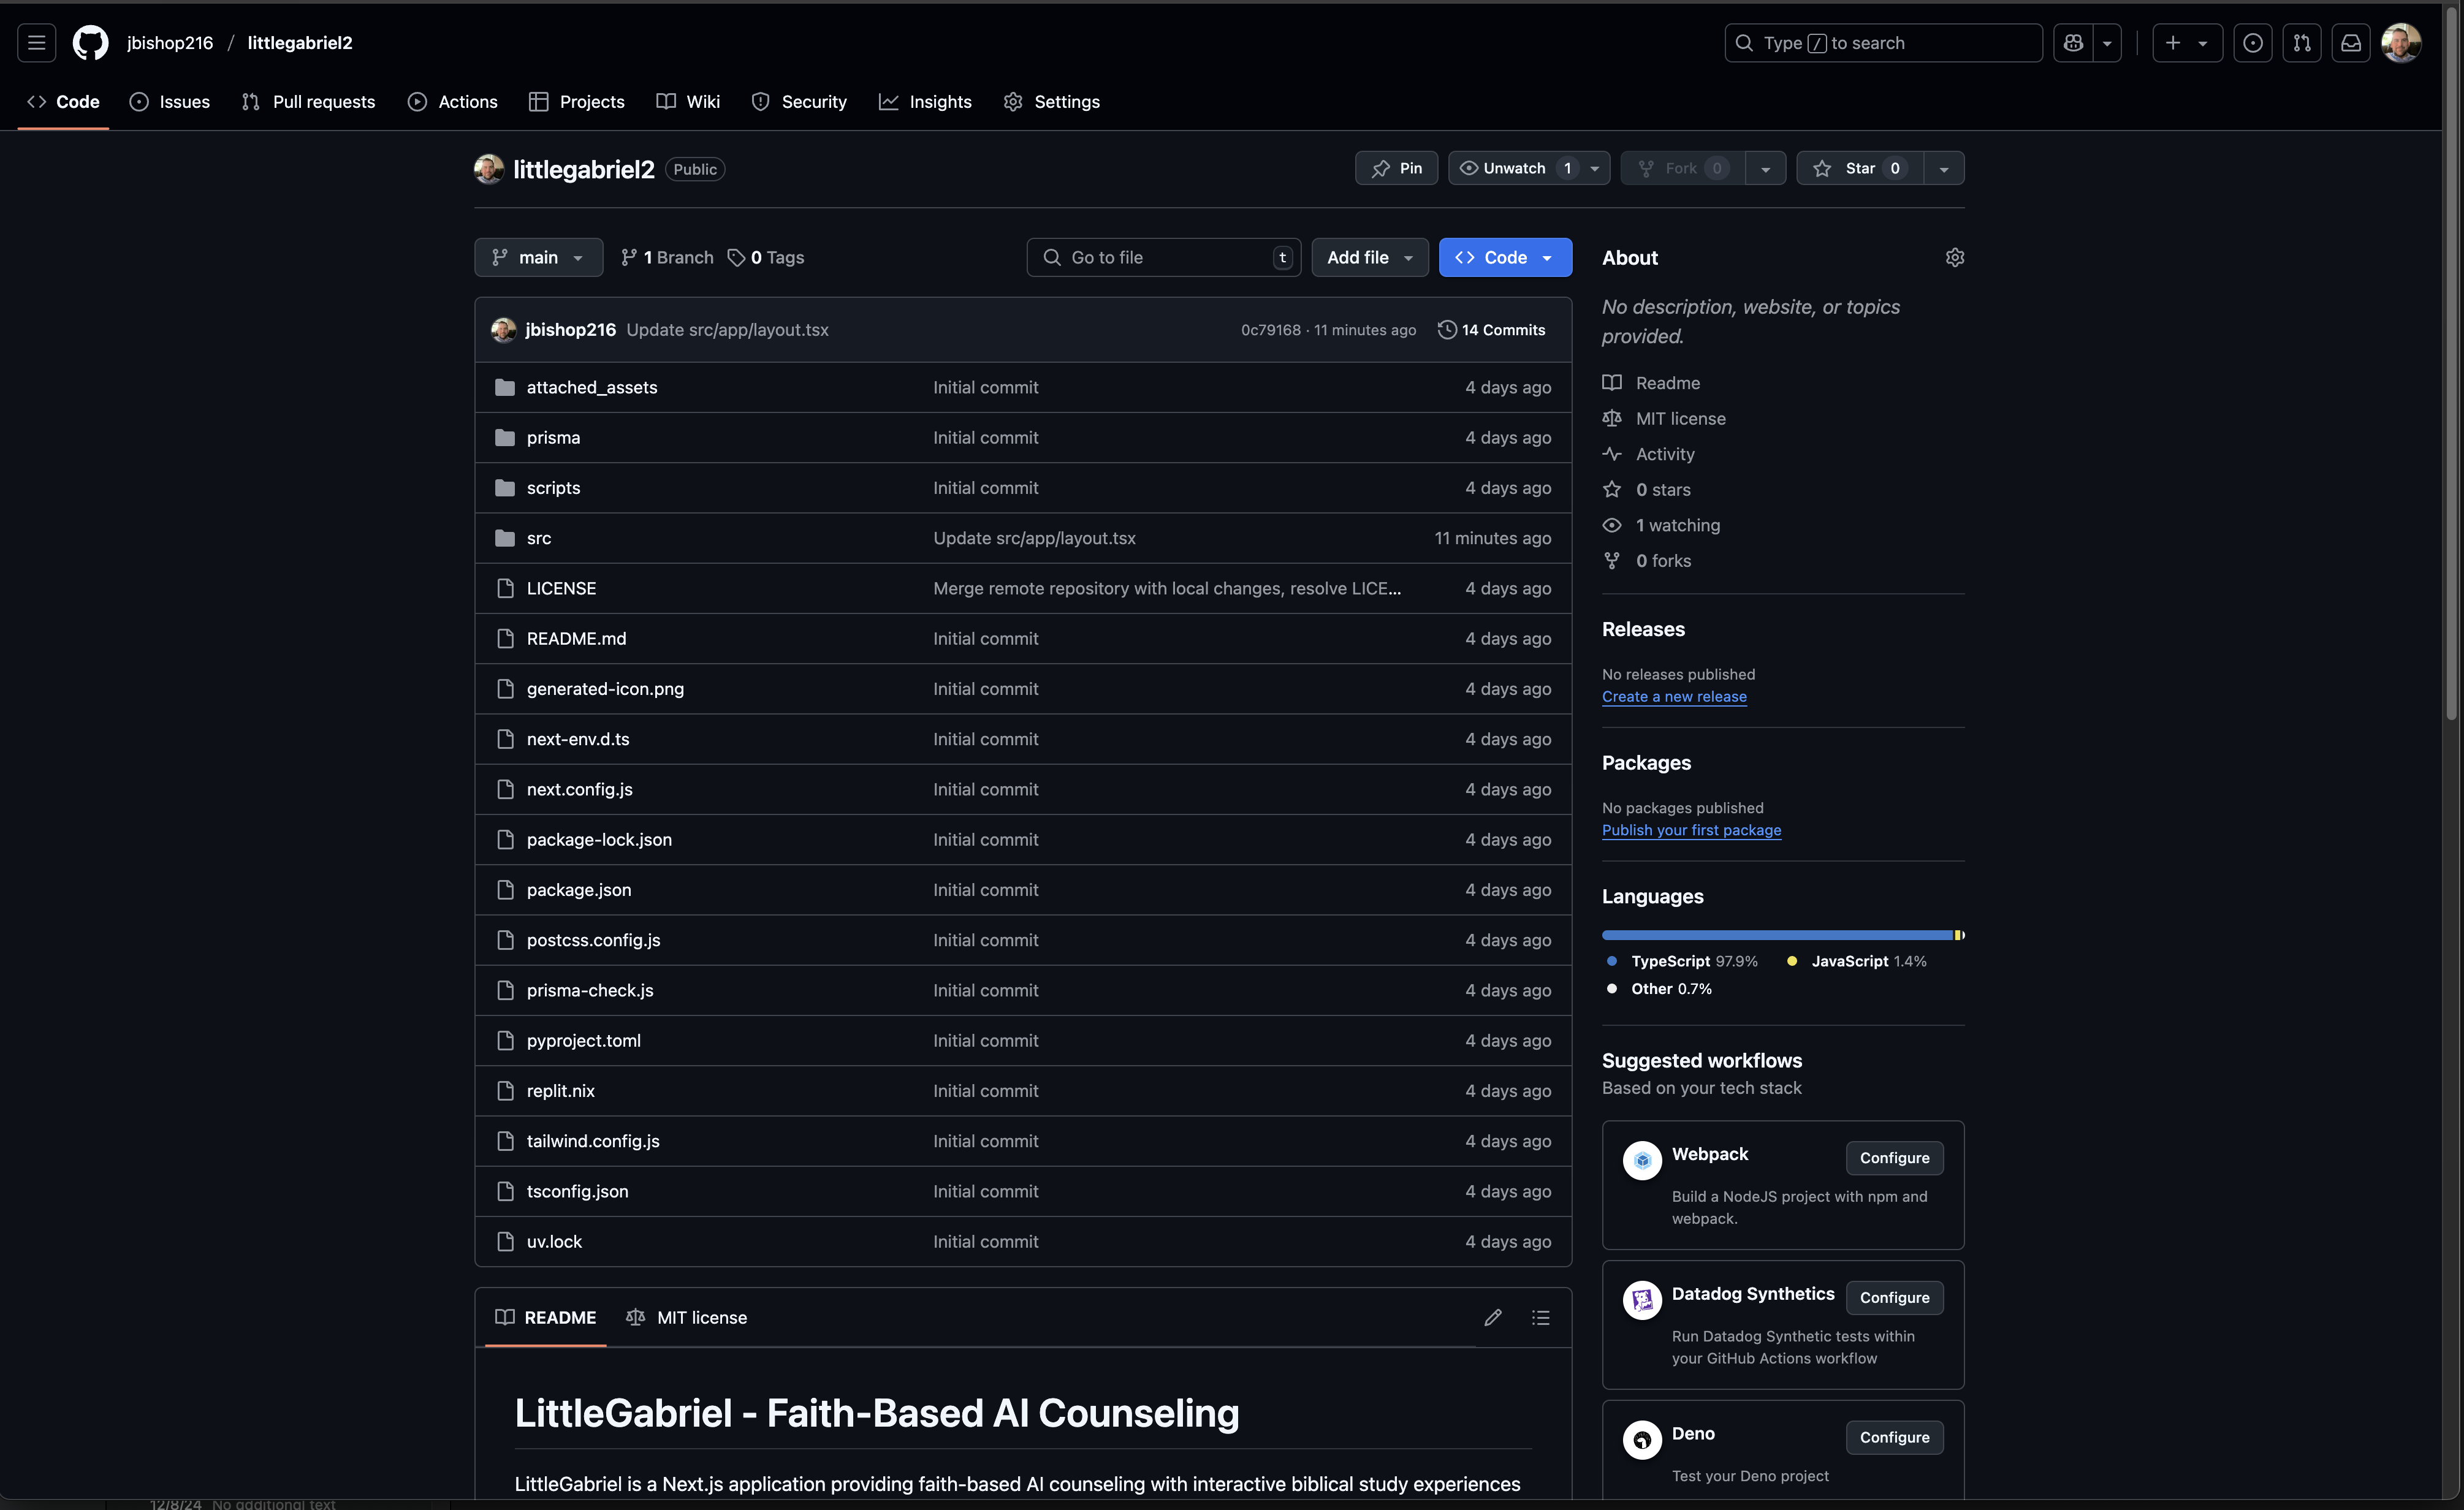 jbishop216 / littlegabriel2
Type / to search
Code Issues Pull requests Actions Projects Wiki Security Insights Settings
littlegabriel2 Public
Pin Unwatch 1 Fork 0 Star 0
main 1 Branch 0 Tags Go to file t Add file Code
jbishop216 Update src/app/layout.tsx 0c79168 · 11 minutes ago 14 Commits
attached_assets Initial commit 4 days ago
prisma Initial commit 4 days ago
scripts Initial commit 4 days ago
src Update src/app/layout.tsx 11 minutes ago
LICENSE Merge remote repository with local changes, resolve LICE... 4 days ago
README.md Initial commit 4 days ago
generated-icon.png Initial commit 4 days ago
next-env.d.ts Initial commit 4 days ago
next.config.js Initial commit 4 days ago
package-lock.json Initial commit 4 days ago
package.json Initial commit 4 days ago
postcss.config.js Initial commit 4 days ago
prisma-check.js Initial commit 4 days ago
pyproject.toml Initial commit 4 days ago
replit.nix Initial commit 4 days ago
tailwind.config.js Initial commit 4 days ago
tsconfig.json Initial commit 4 days ago
uv.lock Initial commit 4 days ago
README MIT license
LittleGabriel - Faith-Based AI Counseling
LittleGabriel is a Next.js application providing faith-based AI counseling with interactive biblical study experiences
About
No description, website, or topics
provided.
Readme
MIT license
Activity
0 stars
1 watching
0 forks
Releases
No releases published
Create a new release
Packages
No packages published
Publish your first package
Languages
TypeScript 97.9% JavaScript 1.4%
Other 0.7%
Suggested workflows
Based on your tech stack
Webpack Configure
Build a NodeJS project with npm and
webpack.
Datadog Synthetics Configure
Run Datadog Synthetic tests within
your GitHub Actions workflow
Deno Configure
Test your Deno project
12/8/24 No additional text